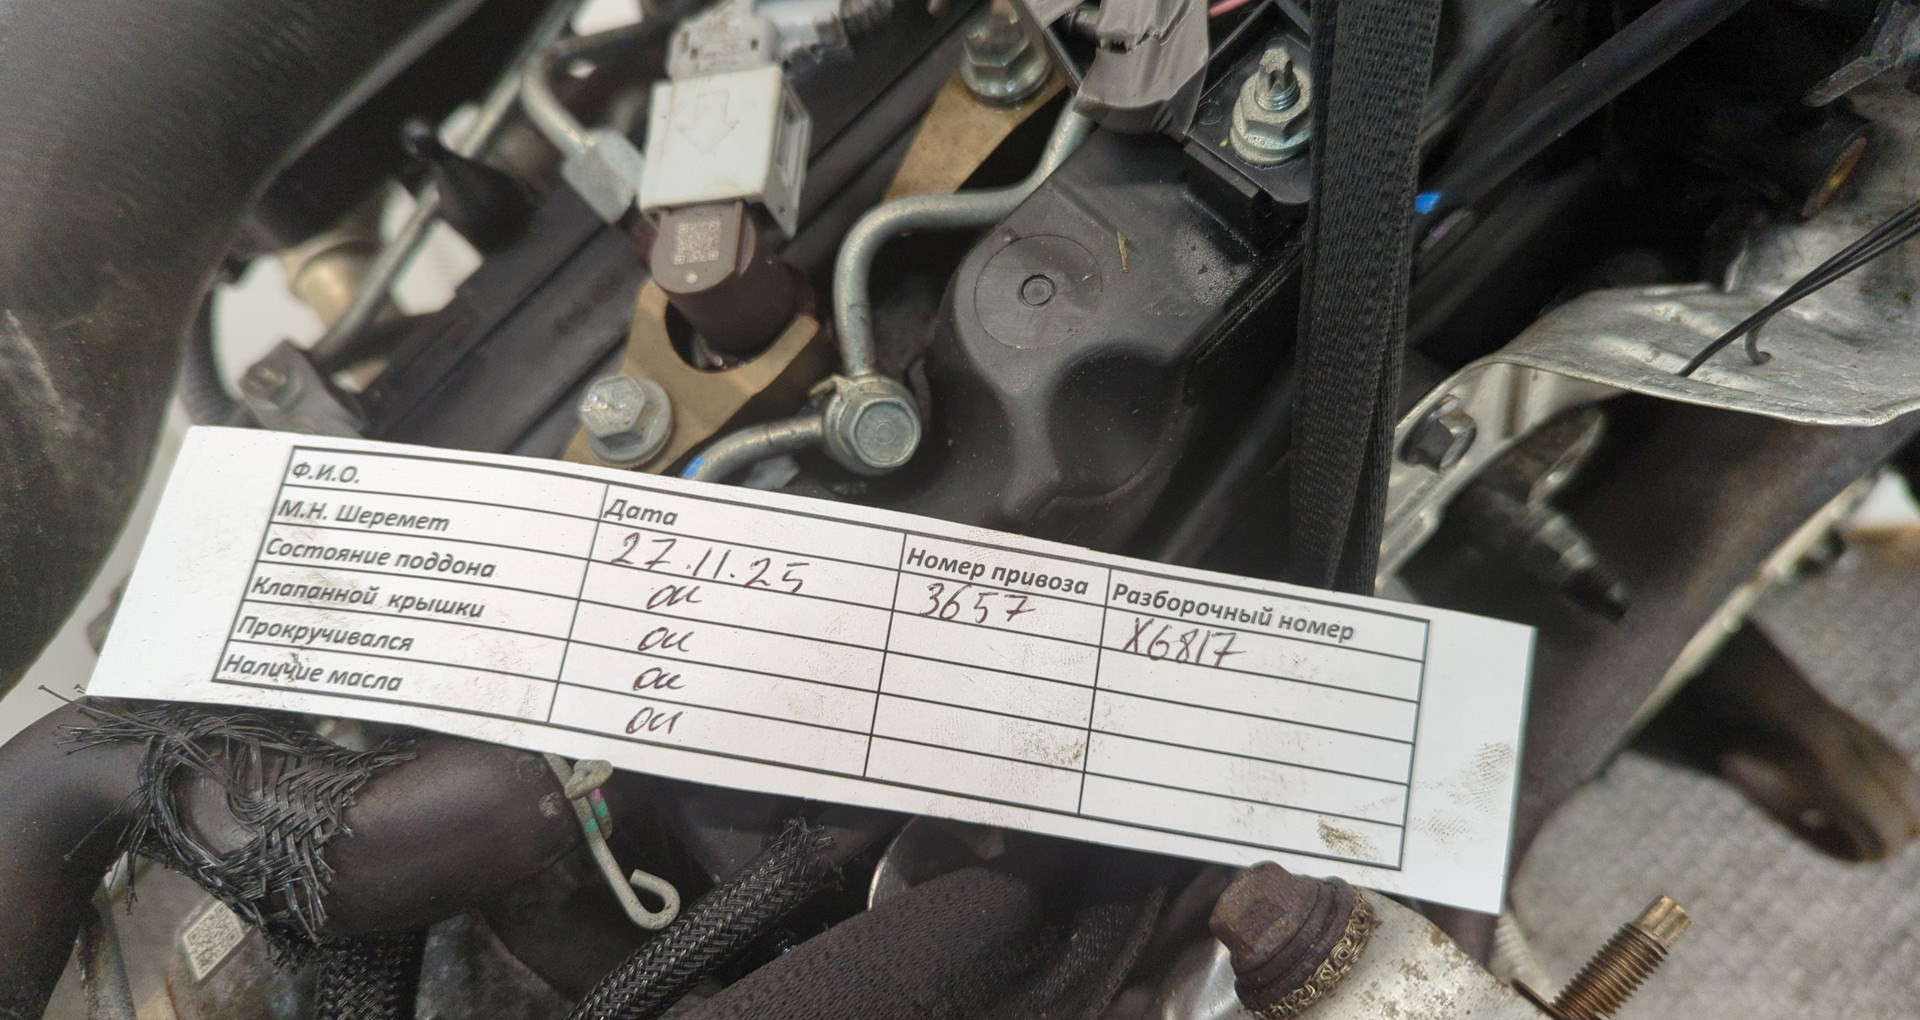 Ф.И.О. Дата Номер привоза Разборочный номер
М.Н. Шеремет 27.11.25 3657 X6817
Состояние поддона ок
Клапанной крышки ок
Прокручивался ок
Наличие масла ок